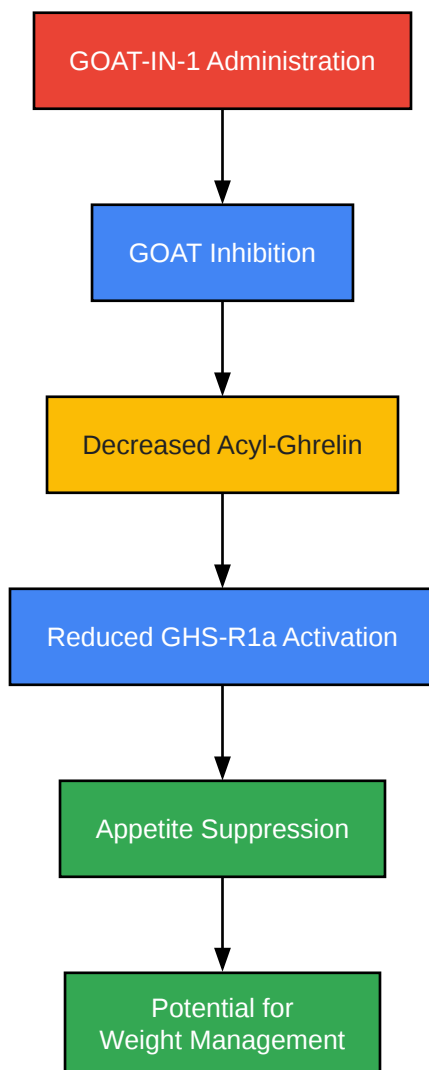 GOAT-IN-1 Administration
GOAT Inhibition
Decreased Acyl-Ghrelin
Reduced GHS-R1a Activation
Appetite Suppression
Potential for
Weight Management